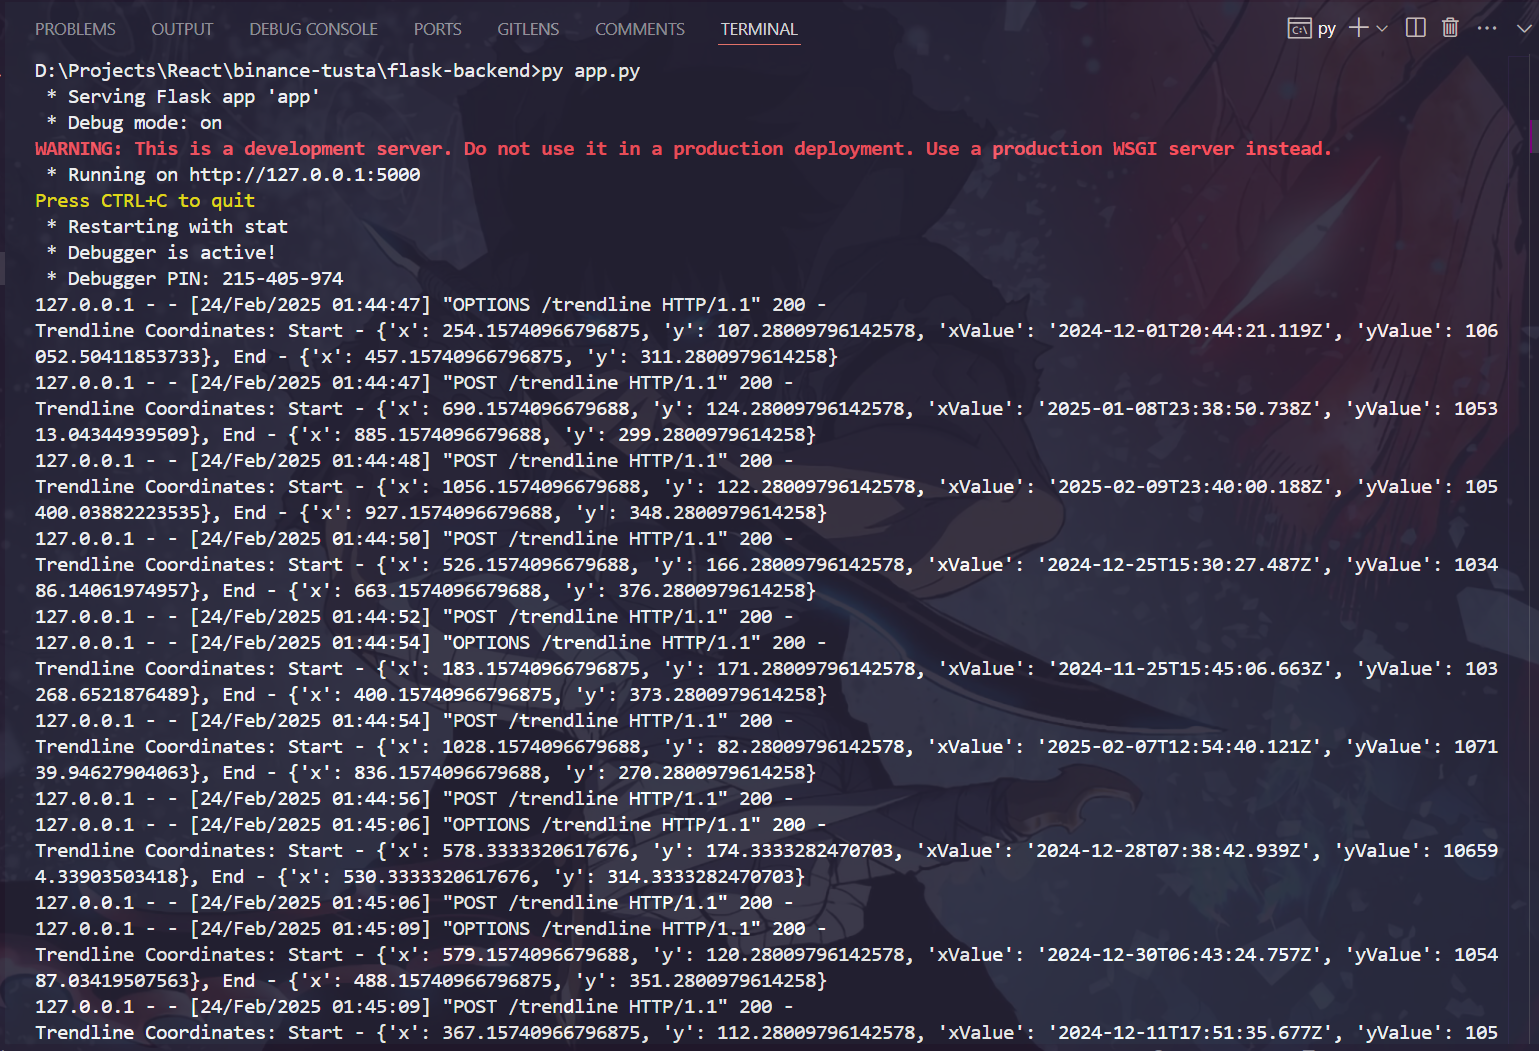 PROBLEMS OUTPUT DEBUG CONSOLE PORTS GITLENS COMMENTS TERMINAL py
D:\Projects\React\binance-tusta\flask-backend>py app.py
 * Serving Flask app 'app'
 * Debug mode: on
WARNING: This is a development server. Do not use it in a production deployment. Use a production WSGI server instead.
 * Running on http://127.0.0.1:5000
Press CTRL+C to quit
 * Restarting with stat
 * Debugger is active!
 * Debugger PIN: 215-405-974
127.0.0.1 - - [24/Feb/2025 01:44:47] "OPTIONS /trendline HTTP/1.1" 200 -
Trendline Coordinates: Start - {'x': 254.15740966796875, 'y': 107.28009796142578, 'xValue': '2024-12-01T20:44:21.119Z', 'yValue': 106
052.50411853733}, End - {'x': 457.15740966796875, 'y': 311.2800979614258}
127.0.0.1 - - [24/Feb/2025 01:44:47] "POST /trendline HTTP/1.1" 200 -
Trendline Coordinates: Start - {'x': 690.1574096679688, 'y': 124.28009796142578, 'xValue': '2025-01-08T23:38:50.738Z', 'yValue': 1053
13.04344939509}, End - {'x': 885.1574096679688, 'y': 299.2800979614258}
127.0.0.1 - - [24/Feb/2025 01:44:48] "POST /trendline HTTP/1.1" 200 -
Trendline Coordinates: Start - {'x': 1056.1574096679688, 'y': 122.28009796142578, 'xValue': '2025-02-09T23:40:00.188Z', 'yValue': 105
400.03882223535}, End - {'x': 927.1574096679688, 'y': 348.2800979614258}
127.0.0.1 - - [24/Feb/2025 01:44:50] "POST /trendline HTTP/1.1" 200 -
Trendline Coordinates: Start - {'x': 526.1574096679688, 'y': 166.28009796142578, 'xValue': '2024-12-25T15:30:27.487Z', 'yValue': 1034
86.14061974957}, End - {'x': 663.1574096679688, 'y': 376.2800979614258}
127.0.0.1 - - [24/Feb/2025 01:44:52] "POST /trendline HTTP/1.1" 200 -
127.0.0.1 - - [24/Feb/2025 01:44:54] "OPTIONS /trendline HTTP/1.1" 200 -
Trendline Coordinates: Start - {'x': 183.15740966796875, 'y': 171.28009796142578, 'xValue': '2024-11-25T15:45:06.663Z', 'yValue': 103
268.6521876489}, End - {'x': 400.15740966796875, 'y': 373.2800979614258}
127.0.0.1 - - [24/Feb/2025 01:44:54] "POST /trendline HTTP/1.1" 200 -
Trendline Coordinates: Start - {'x': 1028.1574096679688, 'y': 82.28009796142578, 'xValue': '2025-02-07T12:54:40.121Z', 'yValue': 1071
39.94627904063}, End - {'x': 836.1574096679688, 'y': 270.2800979614258}
127.0.0.1 - - [24/Feb/2025 01:44:56] "POST /trendline HTTP/1.1" 200 -
127.0.0.1 - - [24/Feb/2025 01:45:06] "OPTIONS /trendline HTTP/1.1" 200 -
Trendline Coordinates: Start - {'x': 578.3333320617676, 'y': 174.3333282470703, 'xValue': '2024-12-28T07:38:42.939Z', 'yValue': 10659
4.33903503418}, End - {'x': 530.3333320617676, 'y': 314.3333282470703}
127.0.0.1 - - [24/Feb/2025 01:45:06] "POST /trendline HTTP/1.1" 200 -
127.0.0.1 - - [24/Feb/2025 01:45:09] "OPTIONS /trendline HTTP/1.1" 200 -
Trendline Coordinates: Start - {'x': 579.1574096679688, 'y': 120.28009796142578, 'xValue': '2024-12-30T06:43:24.757Z', 'yValue': 1054
87.03419507563}, End - {'x': 488.15740966796875, 'y': 351.2800979614258}
127.0.0.1 - - [24/Feb/2025 01:45:09] "POST /trendline HTTP/1.1" 200 -
Trendline Coordinates: Start - {'x': 367.15740966796875, 'y': 112.28009796142578, 'xValue': '2024-12-11T17:51:35.677Z', 'yValue': 105